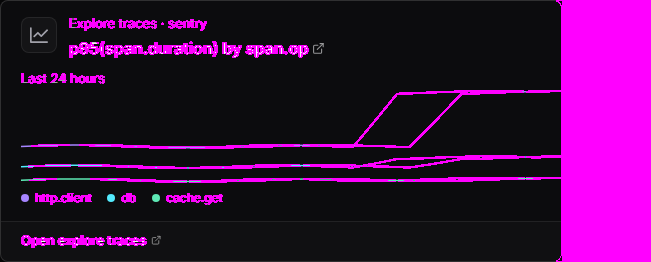 Explore traces · sentry
p95(span.duration) by span.op
Last 24 hours
http.client db cache.get
Open explore traces